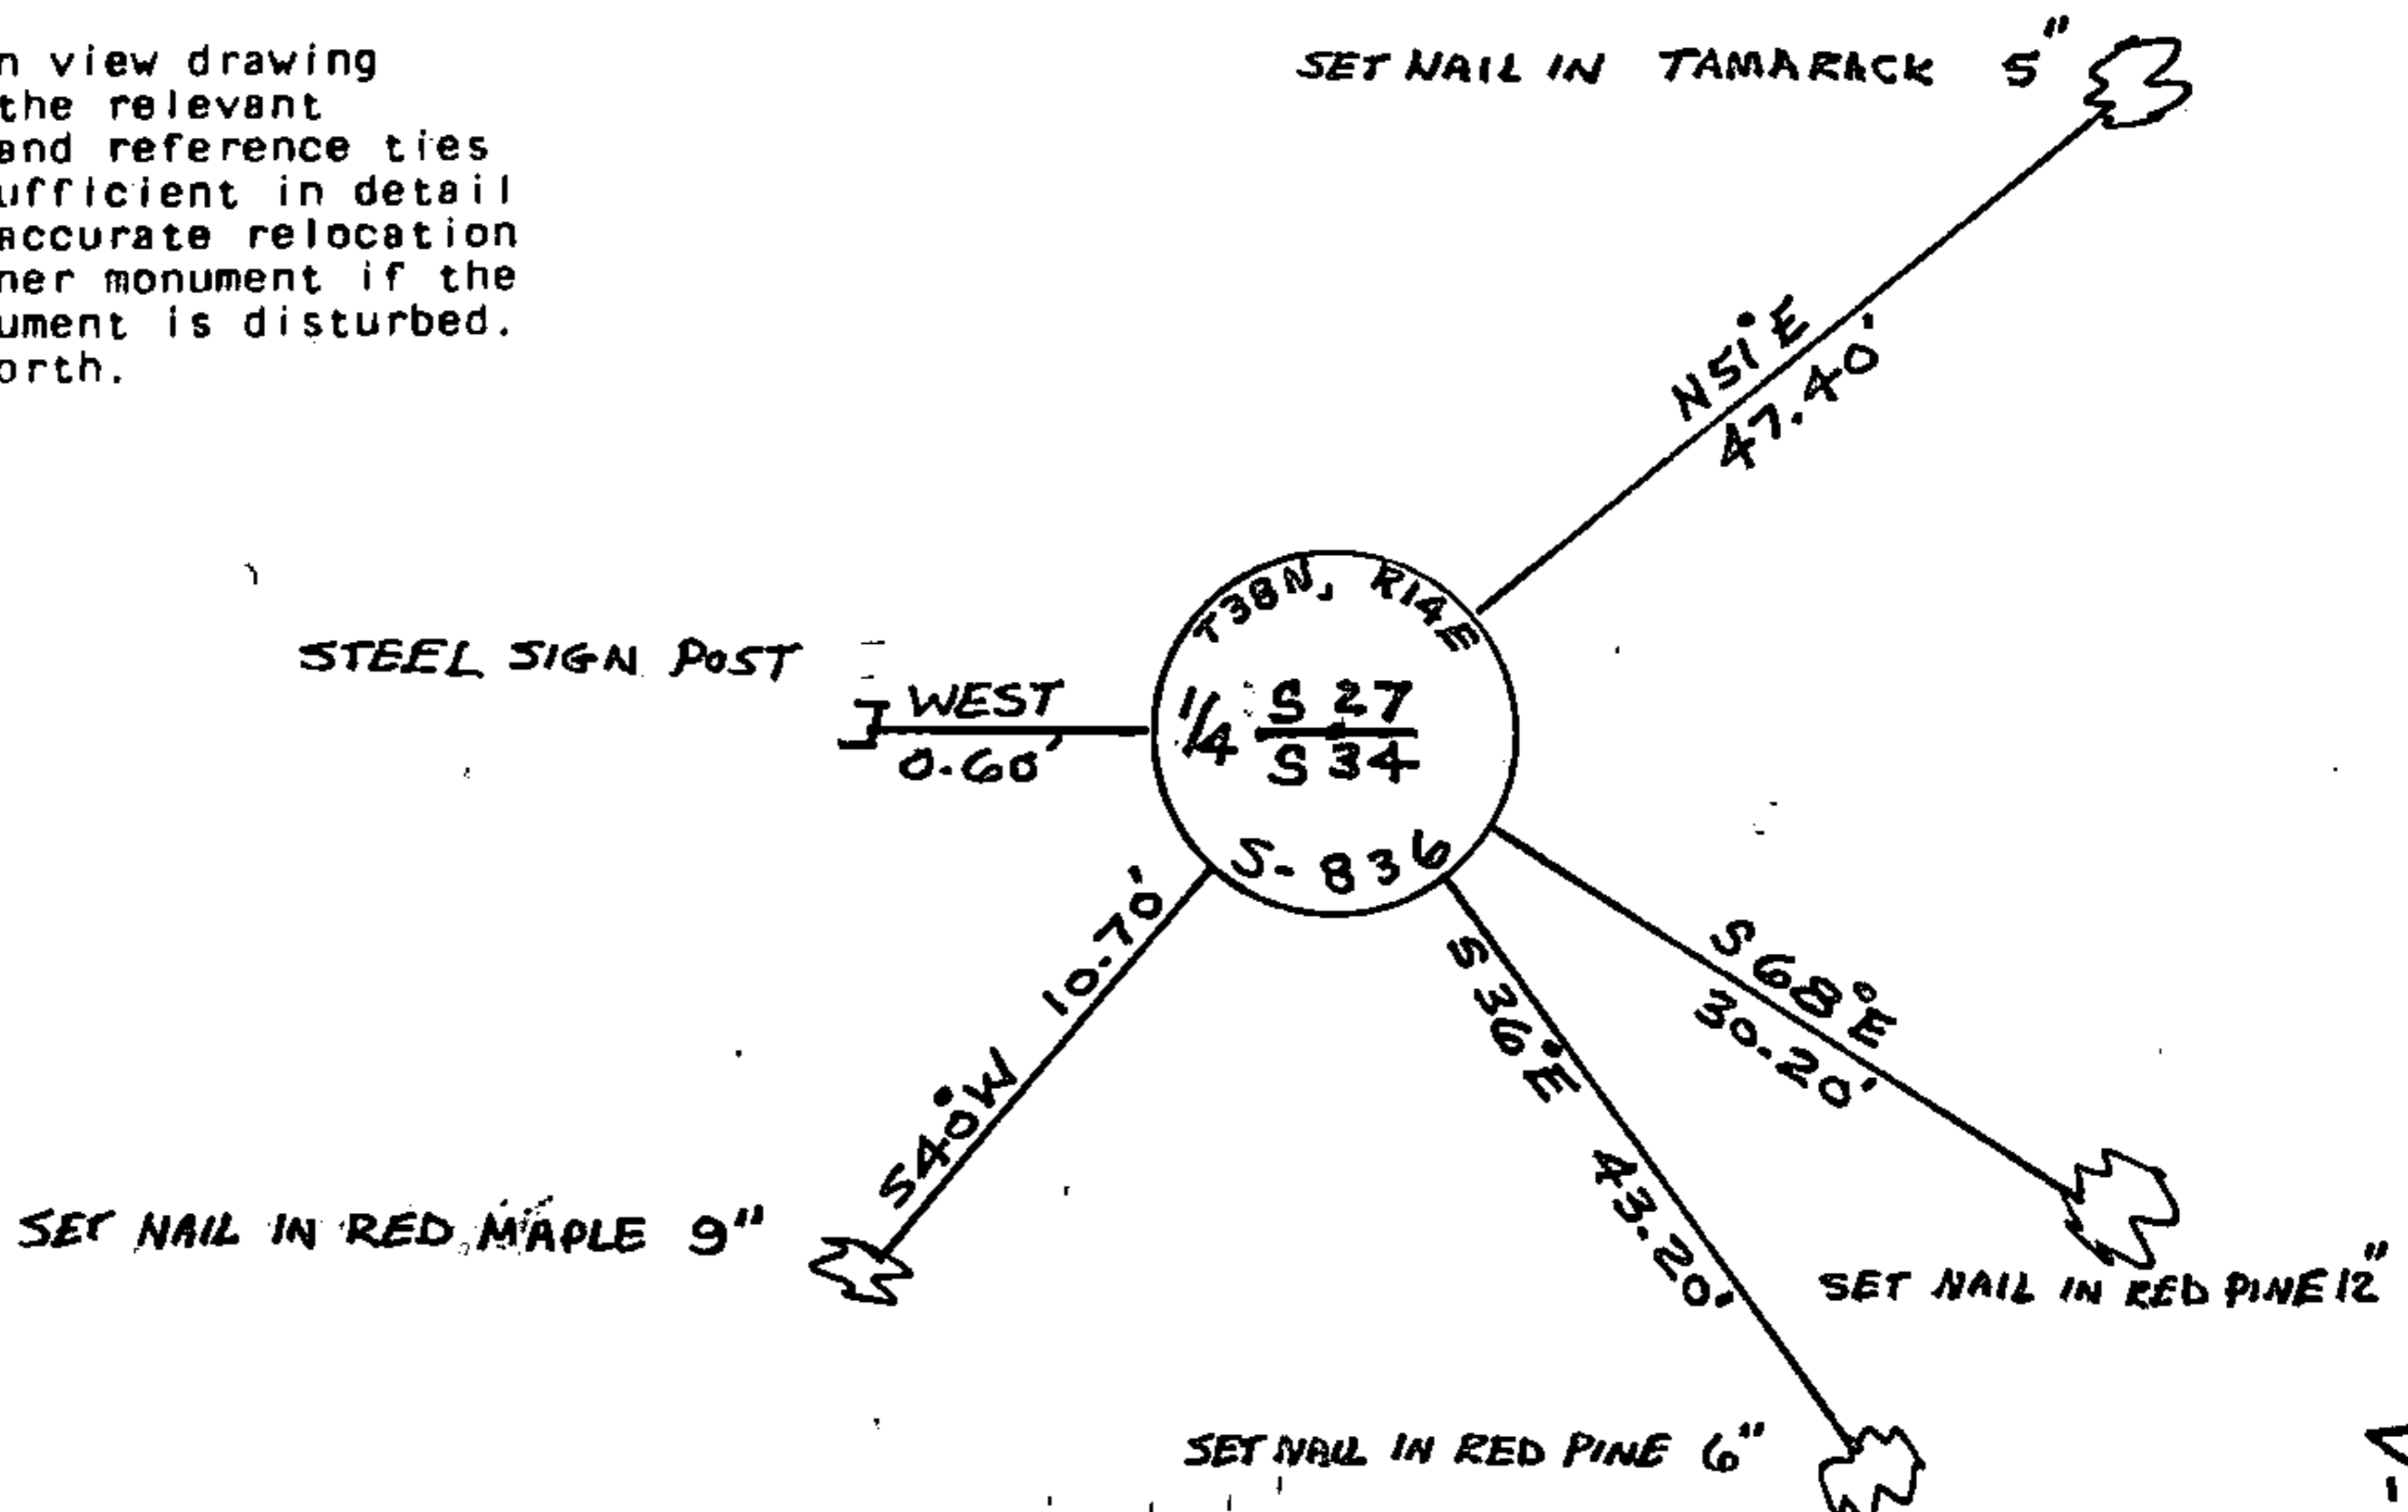 n view drawing
the relevant
and reference ties
ufficient in detail
accurate relocation
ner monument if the
ument is disturbed.
orth.
SET NAIL IN TAMARACK 5"
N51°E
47.40'
T38N, R14E
STEEL SIGN POST
WEST
0.60'
1/4 S 27
S 34
S-836
10.70'
S40°W
S 36°E
43.20'
S68°E
30.20'
SET NAIL IN RED MAPLE 9"
SET NAIL IN RED PINE 12"
SET NAIL IN RED PINE 6"